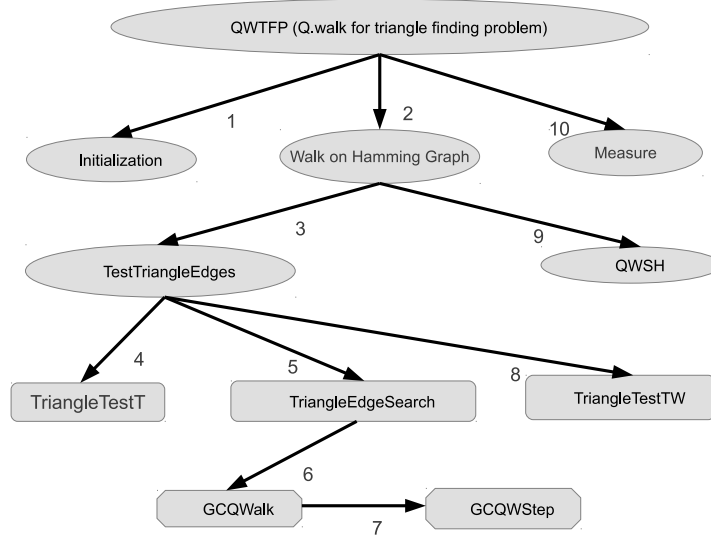 QWTFP (Q.walk for triangle finding problem)
1
2
10
Initialization
Walk on Hamming Graph
Measure
3
9
TestTriangleEdges
QWSH
4
5
8
TriangleTestT
TriangleEdgeSearch
TriangleTestTW
6
GCQWalk
GCQWStep
7